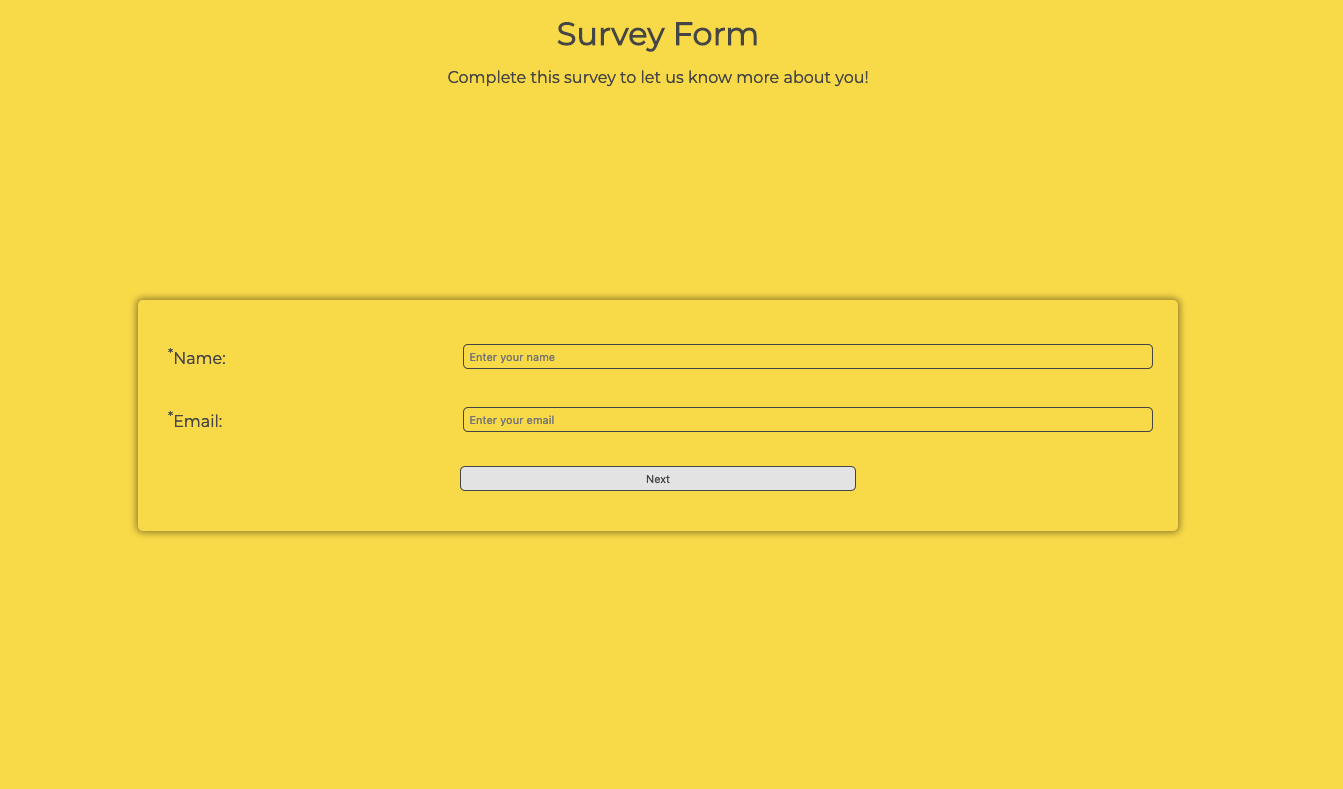 Survey Form
Complete this survey to let us know more about you!
*Name:
Enter your name
*Email:
Enter your email
Next